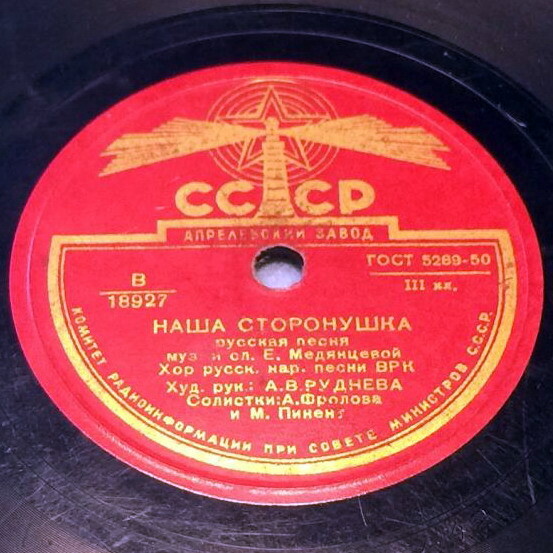 СССР
АПРЕЛЕВСКИЙ ЗАВОД
ГОСТ 5289-50
В
18927
III кл.
НАША СТОРОНУШКА
русская песня
муз. и сл. Е. Медянцевой
Хор русск. нар. песни ВРК
Худ. рук.: А.В.РУДНЕВА
Солистки: А.Фролова
и М. Пинен
КОМИТЕТ РАДИОИНФОРМАЦИИ ПРИ СОВЕТЕ МИНИСТРОВ С.С.С.Р.